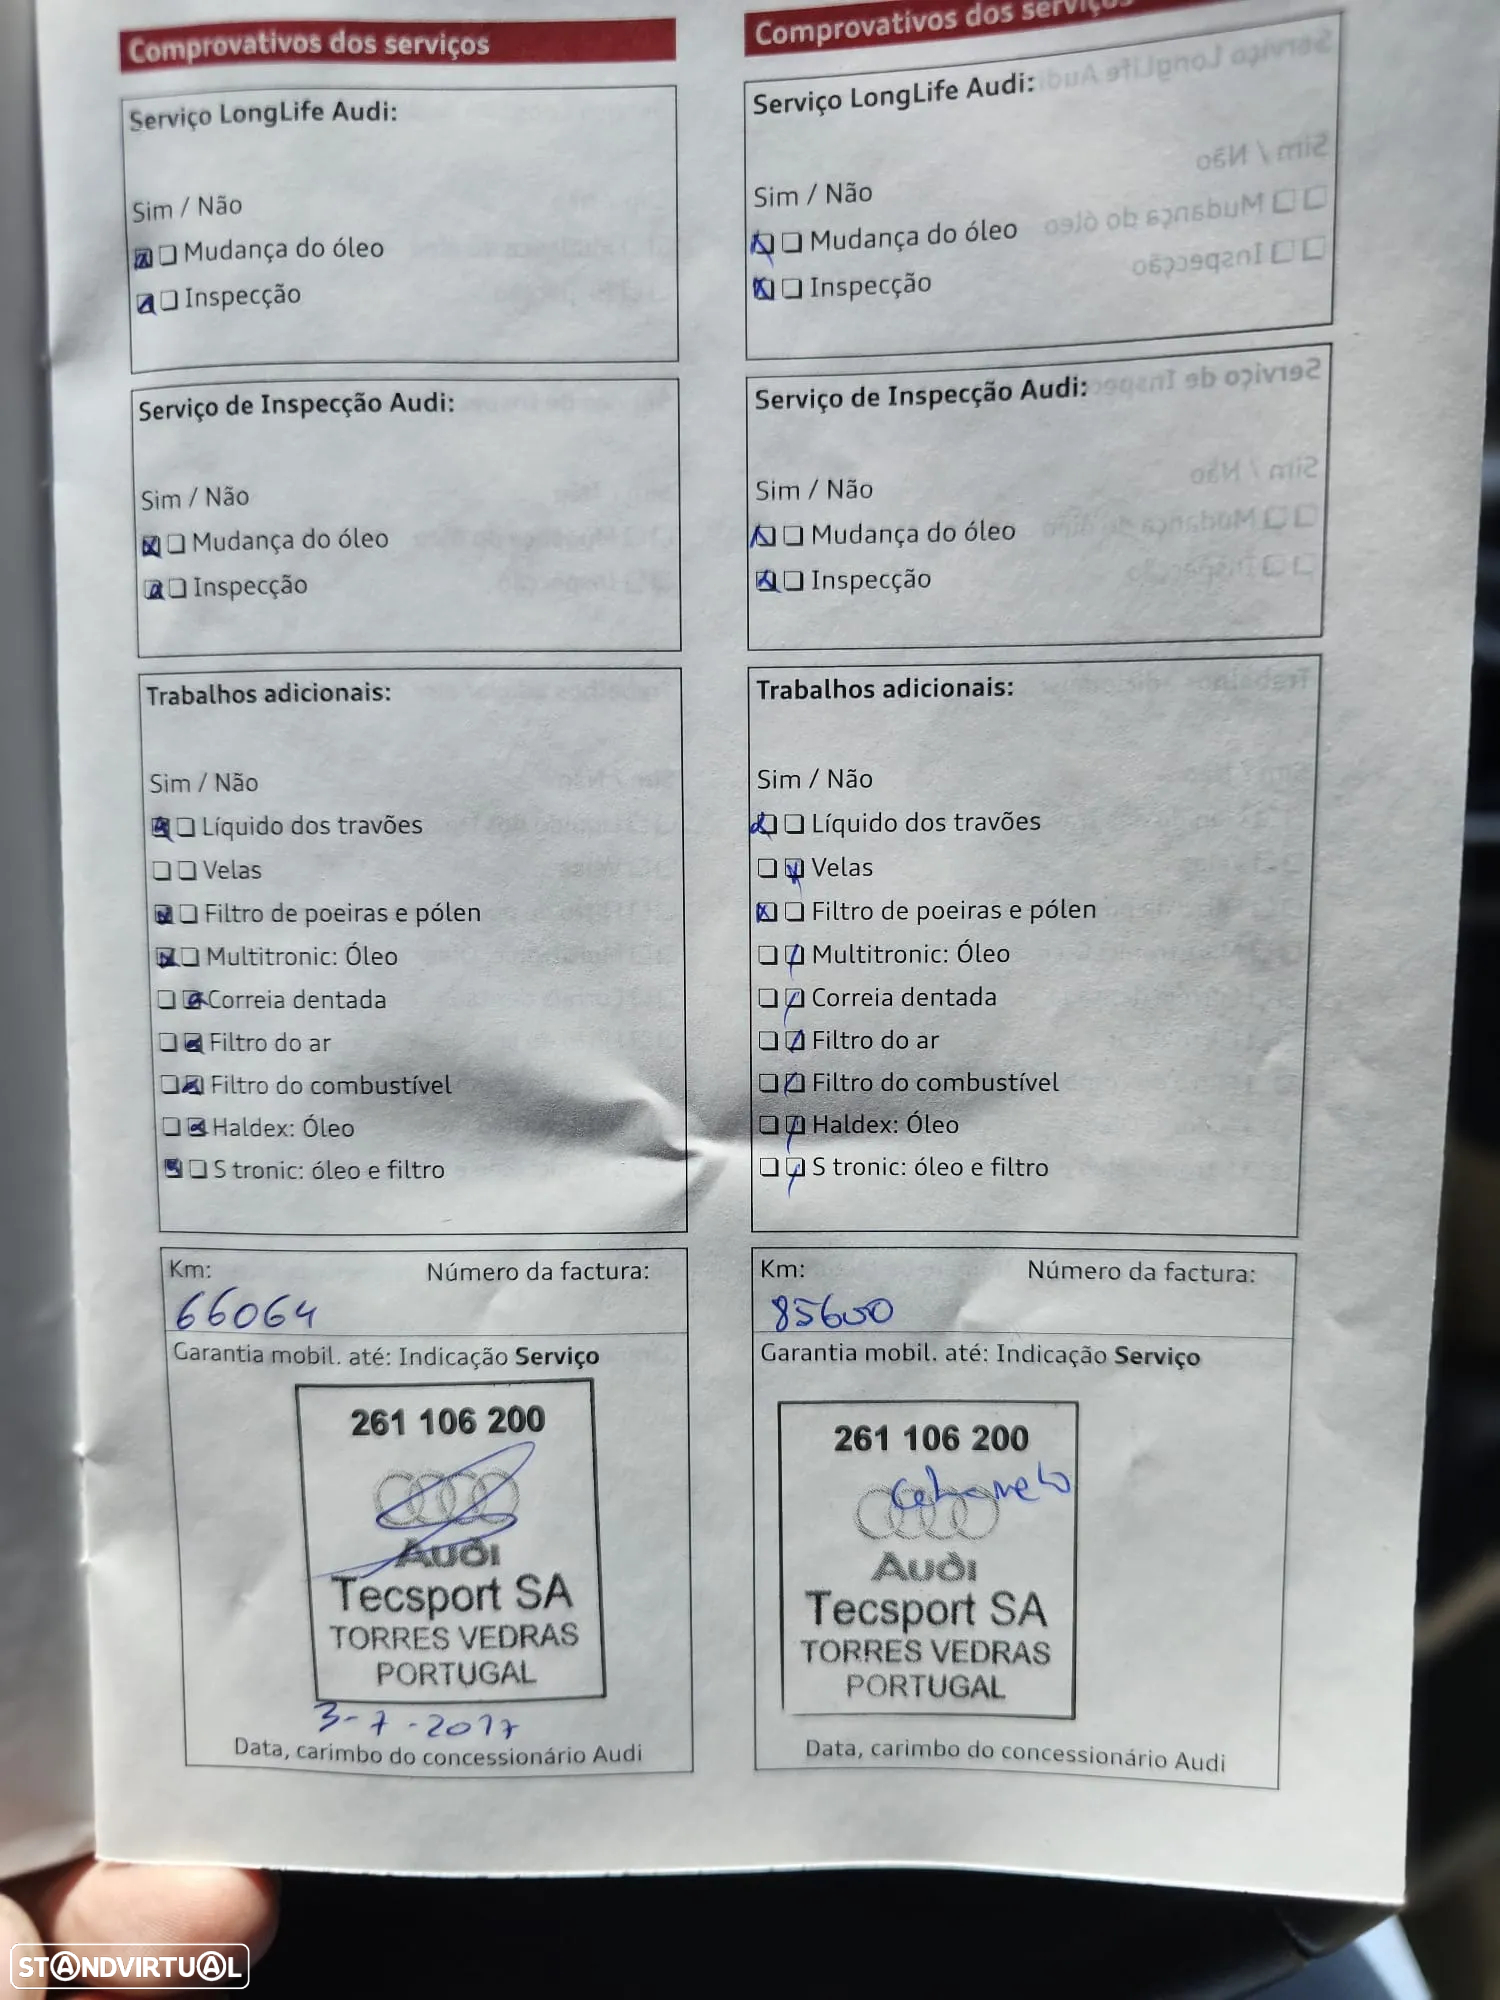 Comprovativos dos serviços
Serviço LongLife Audi:
Sim / Não
Mudança do óleo
Inspecção
Serviço de Inspecção Audi:
Sim / Não
Mudança do óleo
Inspecção
Trabalhos adicionais:
Sim / Não
Líquido dos travões
Velas
Filtro de poeiras e pólen
Multitronic: Óleo
Correia dentada
Filtro do ar
Filtro do combustível
Haldex: Óleo
S tronic: óleo e filtro
Km: Número da factura:
66064
Garantia mobil. até: Indicação Serviço
261 106 200
Audi
Tecsport SA
TORRES VEDRAS
PORTUGAL
3-7-2017
Data, carimbo do concessionário Audi
Comprovativos dos serviços
Serviço LongLife Audi:
Sim / Não
Mudança do óleo
Inspecção
Serviço de Inspecção Audi:
Sim / Não
Mudança do óleo
Inspecção
Trabalhos adicionais:
Sim / Não
Líquido dos travões
Velas
Filtro de poeiras e pólen
Multitronic: Óleo
Correia dentada
Filtro do ar
Filtro do combustível
Haldex: Óleo
S tronic: óleo e filtro
Km: Número da factura:
85600
Garantia mobil. até: Indicação Serviço
261 106 200
Audi
Tecsport SA
TORRES VEDRAS
PORTUGAL
Data, carimbo do concessionário Audi
STANDVIRTUAL